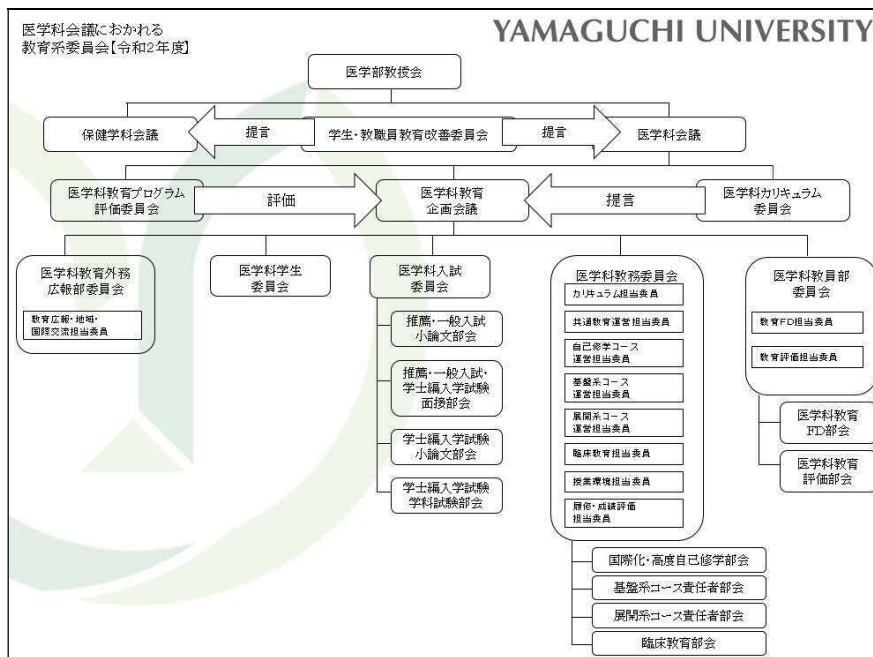 医学科会議におかれる
教育系委員会【令和2年度】
YAMAGUCHI UNIVERSITY
医学部教授会
保健学科会議
提言
学生・教職員教育改善委員会
提言
医学科会議
医学科教育プログラム
評価委員会
評価
医学科教育
企画会議
提言
医学科カリキュラム
委員会
医学科教育外務
広報部委員会
教育広報・地域・
国際交流担当委員
医学科学生
委員会
医学科入試
委員会
推薦・一般入試
小論文部会
推薦・一般入試・
学士編入学試験
面接部会
学士編入学試験
小論文部会
学士編入学試験
学科試験部会
医学科教務委員会
カリキュラム担当委員
共通教育運営担当委員
自己修学コース
運営担当委員
基盤系コース
運営担当委員
展開系コース
運営担当委員
臨床教育担当委員
授業環境担当委員
履修・成績評価
担当委員
国際化・高度自己修学部会
基盤系コース責任者部会
展開系コース責任者部会
臨床教育部会
医学科教員部
委員会
教育FD担当委員
教育評価担当委員
医学科教育
FD部会
医学科教育
評価部会